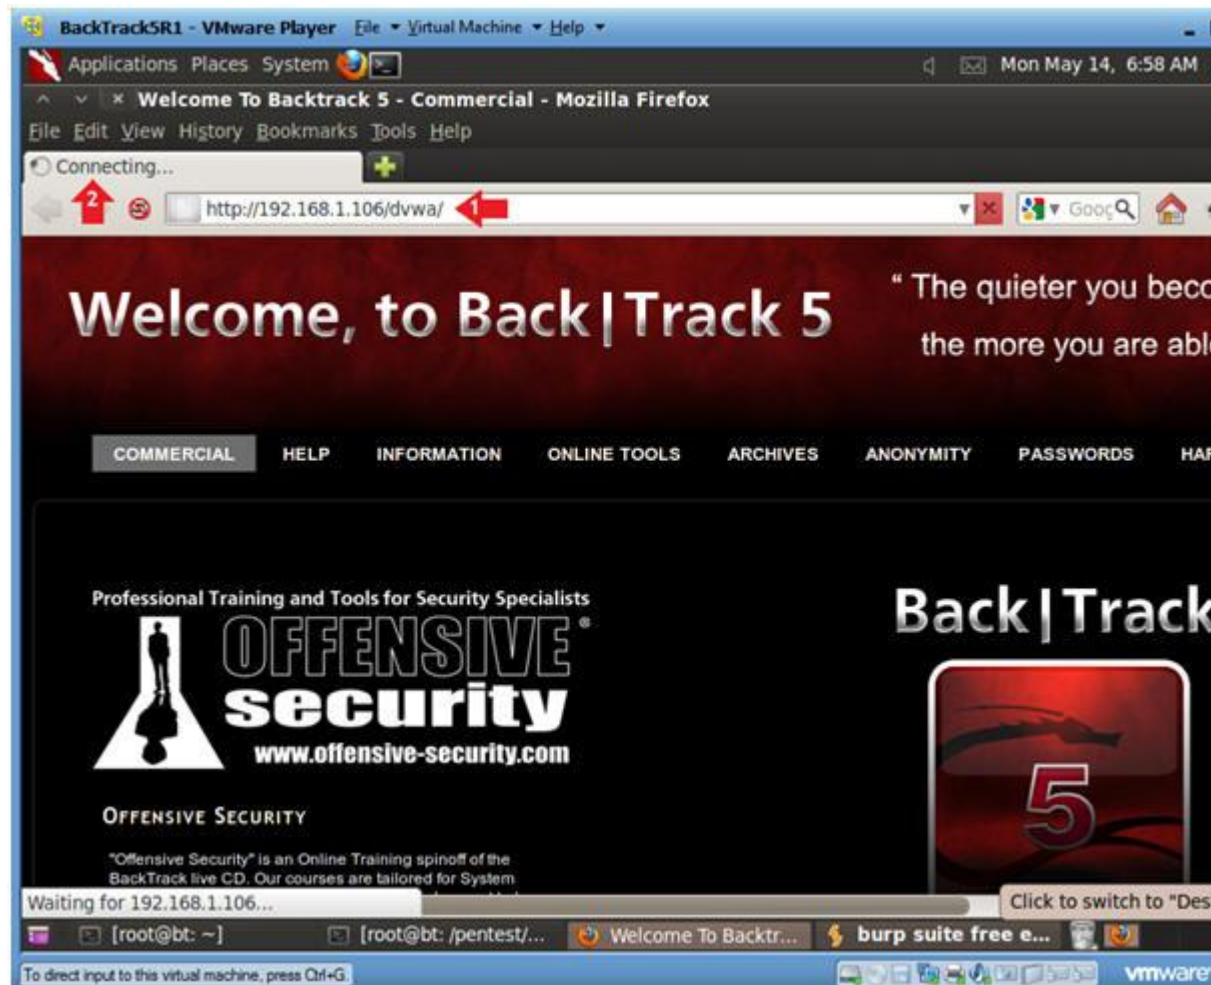 BackTrack5R1 - VMware Player File Virtual Machine Help
Applications Places System Mon May 14, 6:58 AM
Welcome To Backtrack 5 - Commercial - Mozilla Firefox
File Edit View History Bookmarks Tools Help
Connecting...
2
http://192.168.1.106/dvwa/ 1 Goog
Welcome, to Back|Track 5
“ The quieter you beco
the more you are abl
COMMERCIAL HELP INFORMATION ONLINE TOOLS ARCHIVES ANONYMITY PASSWORDS HAR
Professional Training and Tools for Security Specialists
OFFENSIVE ®
security
www.offensive-security.com
Back|Track
5
OFFENSIVE SECURITY
"Offensive Security" is an Online Training spinoff of the
BackTrack live CD. Our courses are tailored for System
Waiting for 192.168.1.106...
Click to switch to "Des
[root@bt: ~] [root@bt: /pentest/... Welcome To Backtr... burp suite free e...
To direct input to this virtual machine, press Ctrl+G. vmware